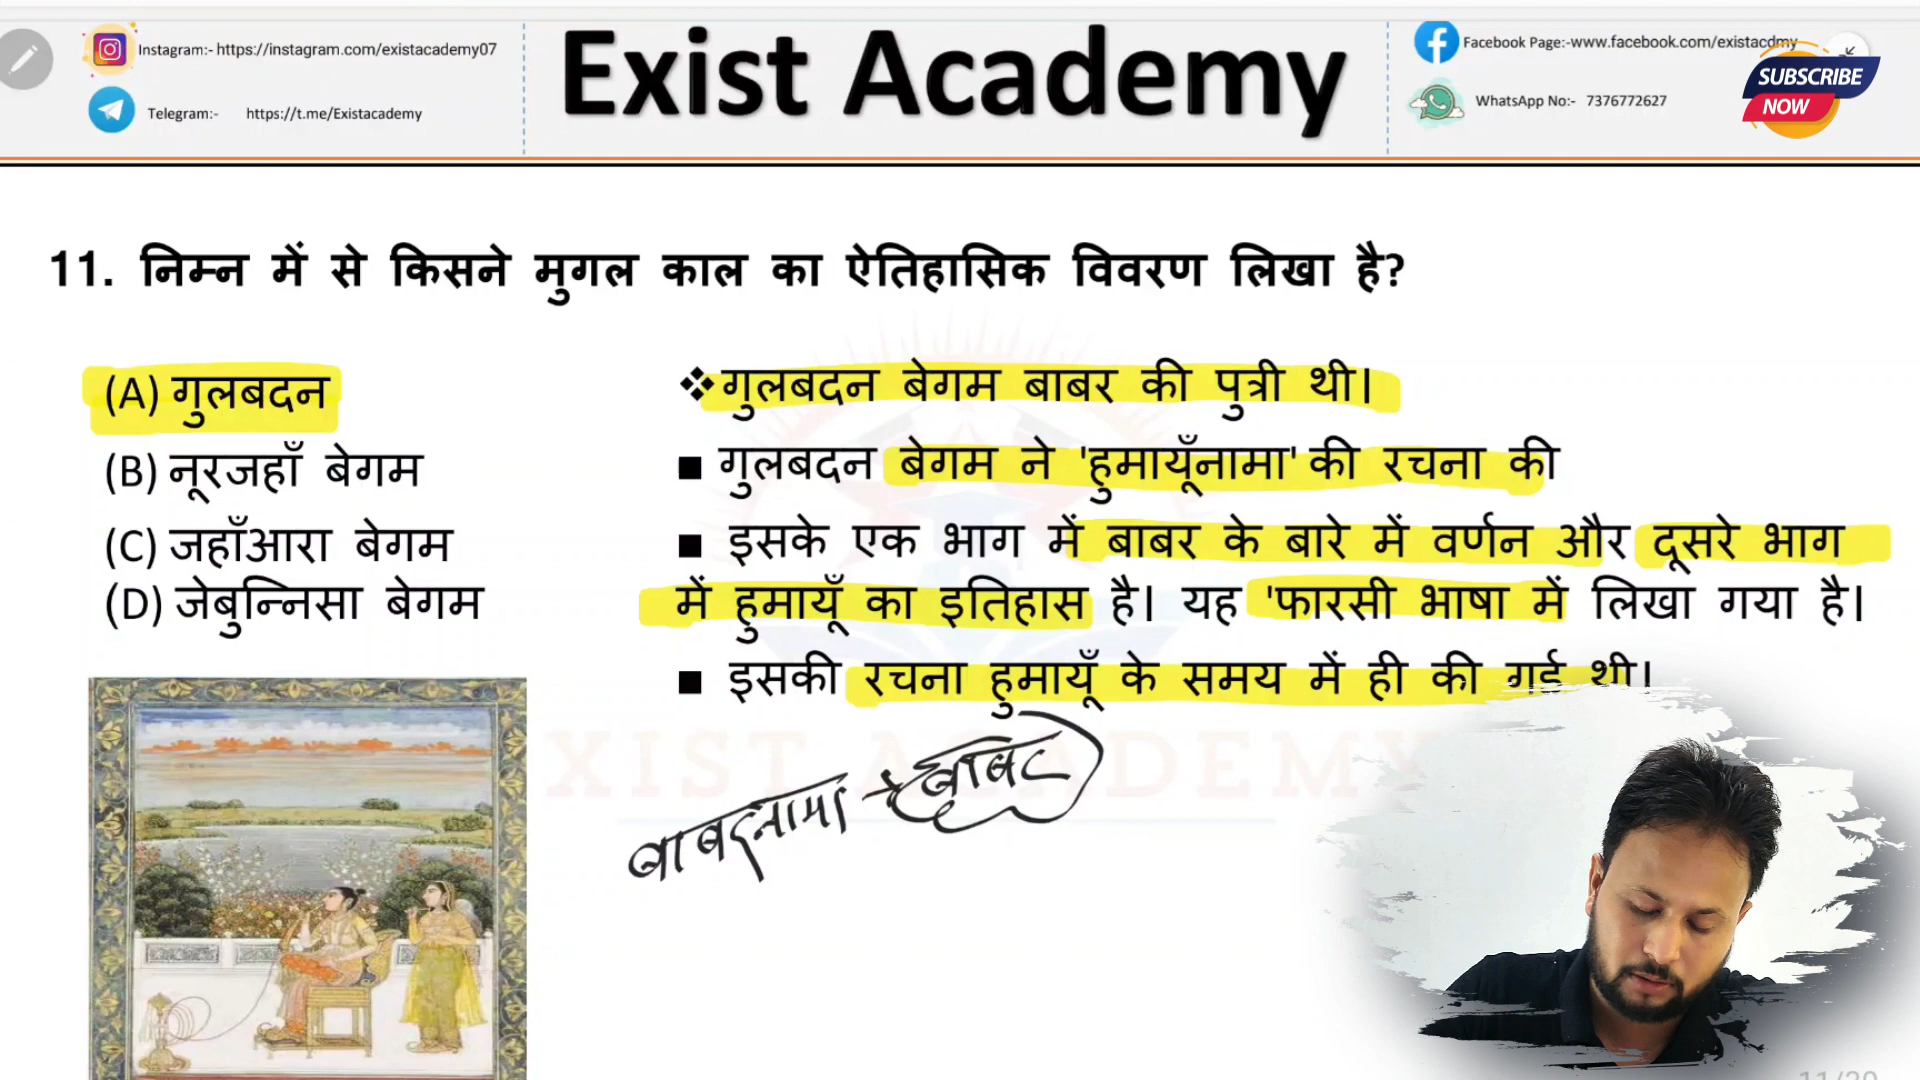 Instagram:- https://instagram.com/existacademy07
Telegram:- https://t.me/Existacademy
Exist Academy
Facebook Page:-www.facebook.com/existacdmy
WhatsApp No:- 7376772627
SUBSCRIBE
NOW
11. निम्न में से किसने मुगल काल का ऐतिहासिक विवरण लिखा है?
(A) गुलबदन
(B) नूरजहाँ बेगम
(C) जहाँआरा बेगम
(D) जेबुन्निसा बेगम
❖गुलबदन बेगम बाबर की पुत्री थी।
▪ गुलबदन बेगम ने 'हुमायूँनामा' की रचना की
▪ इसके एक भाग में बाबर के बारे में वर्णन और दूसरे भाग
में हुमायूँ का इतिहास है। यह 'फारसी भाषा में लिखा गया है।
▪ इसकी रचना हुमायूँ के समय में ही की गई थी।
EXIST ACADEMY
बाबरनामा → बाबर